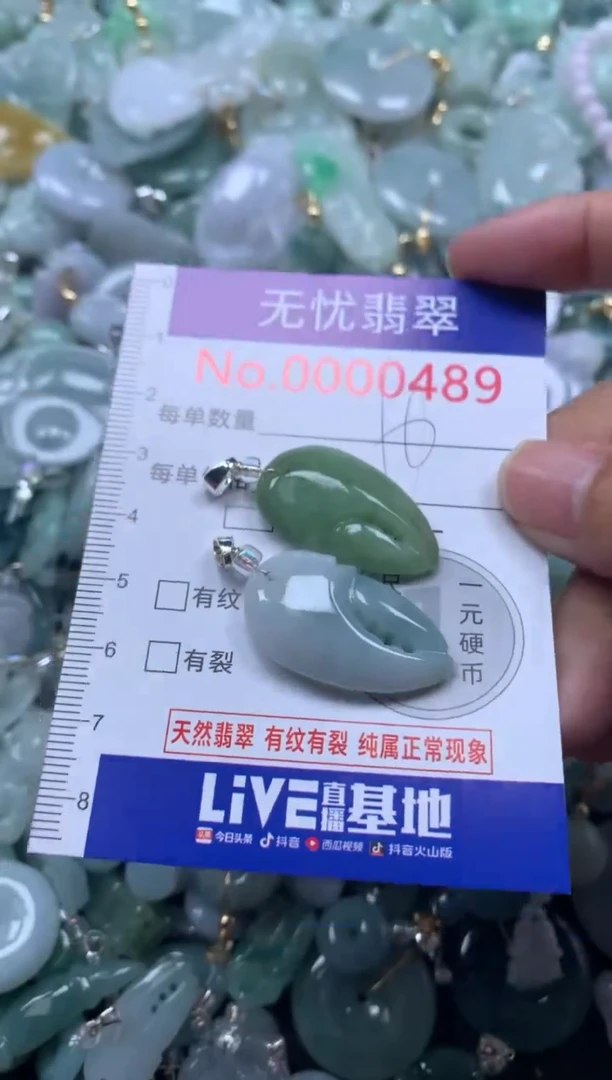 无忧翡翠
No.0000489
每单数量 16
每单
有纹
有裂
一元硬币
天然翡翠 有纹有裂 纯属正常现象
LiVE直播基地
今日头条 抖音 西瓜视频 抖音火山版
0
1
2
3
4
5
6
7
8